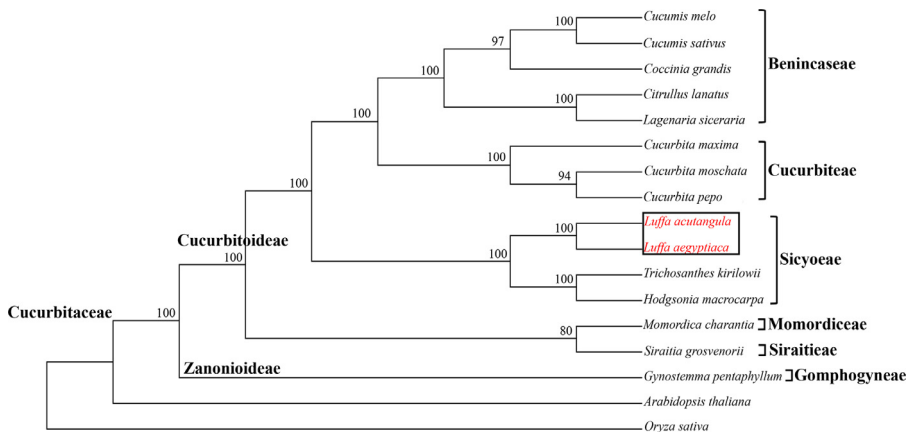 Cucumis melo
100
97
Cucumis sativus
Coccinia grandis
Benincaseae
100
Citrullus lanatus
100
Lagenaria siceraria
100
Cucurbita maxima
100
Cucurbita moschata
Cucurbiteae
94
Cucurbita pepo
100
Luffa acutangula
100
Luffa aegyptiaca
Cucurbitoideae
Sicyoeae
100
Trichosanthes kirilowii
100
Hodgsonia macrocarpa
Cucurbitaceae
100
Momordica charantia
Momordiceae
80
Siraitia grosvenorii
Siraitieae
Zanonioideae
Gynostemma pentaphyllum
Gomphogyneae
Arabidopsis thaliana
Oryza sativa